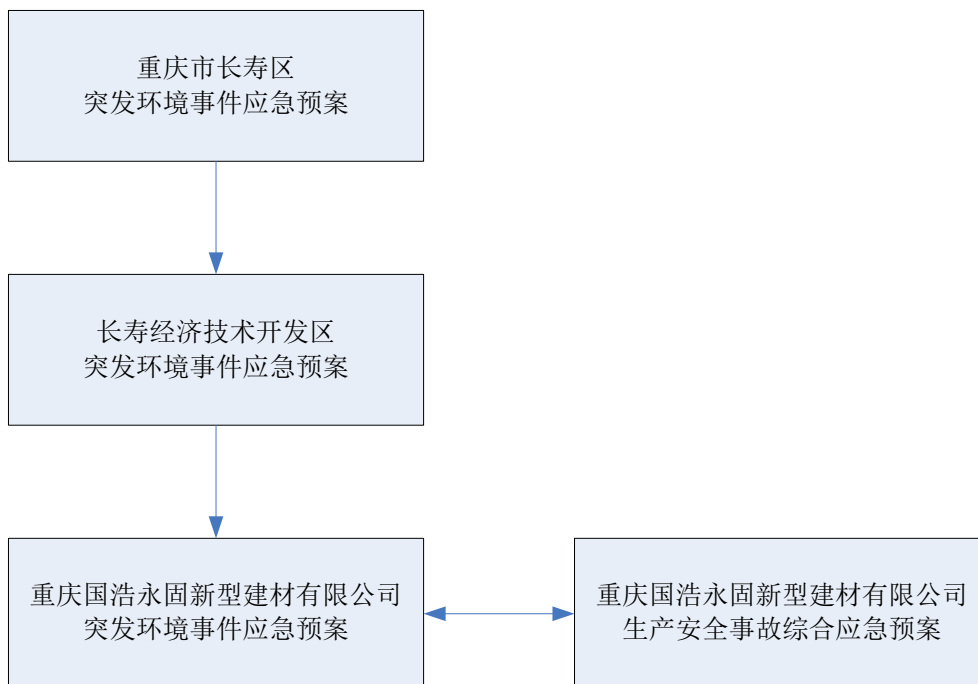 重庆市长寿区
突发环境事件应急预案
长寿经济技术开发区
突发环境事件应急预案
重庆国浩永固新型建材有限公司
突发环境事件应急预案
重庆国浩永固新型建材有限公司
生产安全事故综合应急预案